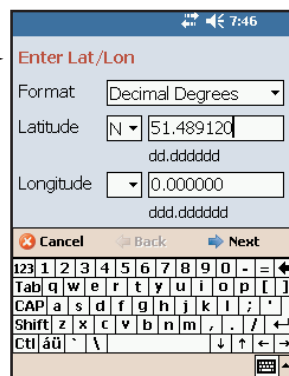 7:46
Enter Lat/Lon
Format Decimal Degrees
Latitude N 51.489120
dd.dddddd
Longitude 0.000000
ddd.dddddd
Cancel Back Next
123 1 2 3 4 5 6 7 8 9 0 - =
Tab q w e r t y u i o p [ ]
CAP a s d f g h j k l ; '
Shift z x c v b n m , . /
Ctl áü ` \